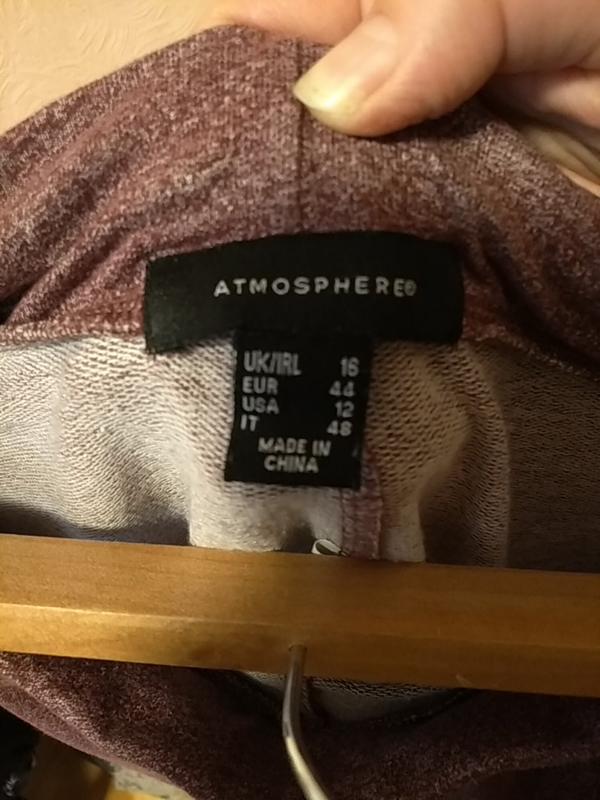 ATMOSPHERE®
UK/IRL 16
EUR 44
USA 12
IT 48
MADE IN
CHINA